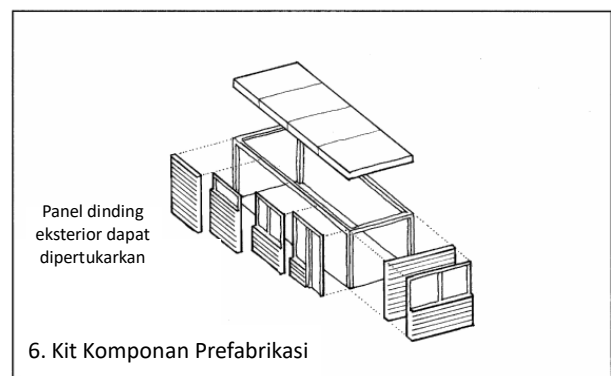 Panel dinding
eksterior dapat
dipertukarkan
6. Kit Komponan Prefabrikasi